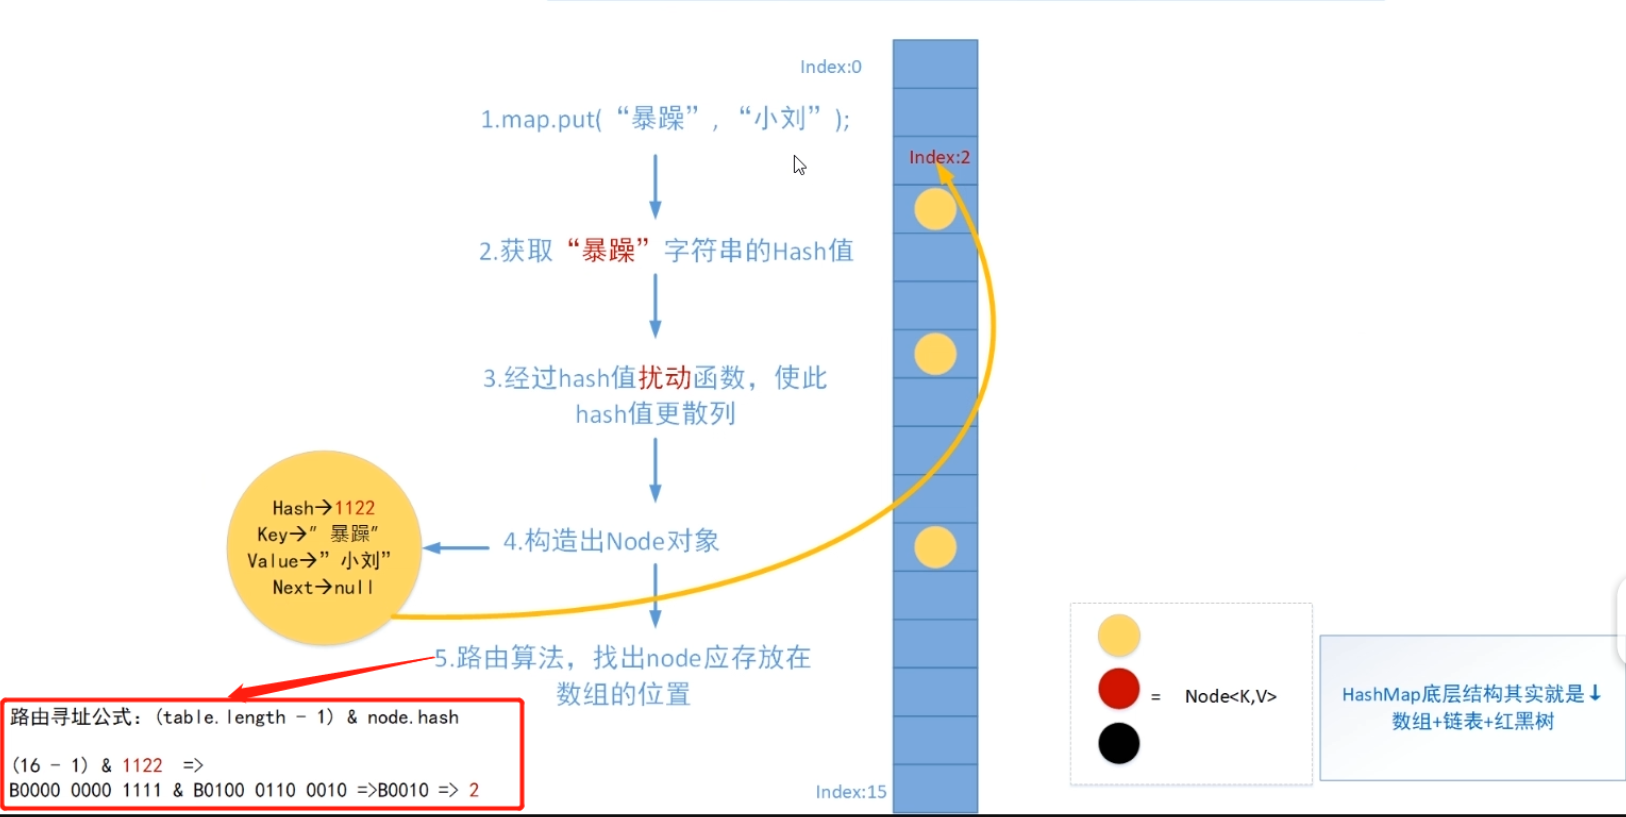 Index:0
1.map.put(“暴躁”,“小刘”);
Index:2
2.获取“暴躁”字符串的Hash值
3.经过hash值扰动函数，使此
hash值更散列
Hash→1122
Key→”暴躁”
Value→”小刘”
Next→null
4.构造出Node对象
5.路由算法，找出node应存放在
数组的位置
路由寻址公式：(table.length - 1) & node.hash
(16 - 1) & 1122 =>
B0000 0000 1111 & B0100 0110 0010 =>B0010 => 2
Index:15
= Node<K,V>
HashMap底层结构其实就是↓
数组+链表+红黑树